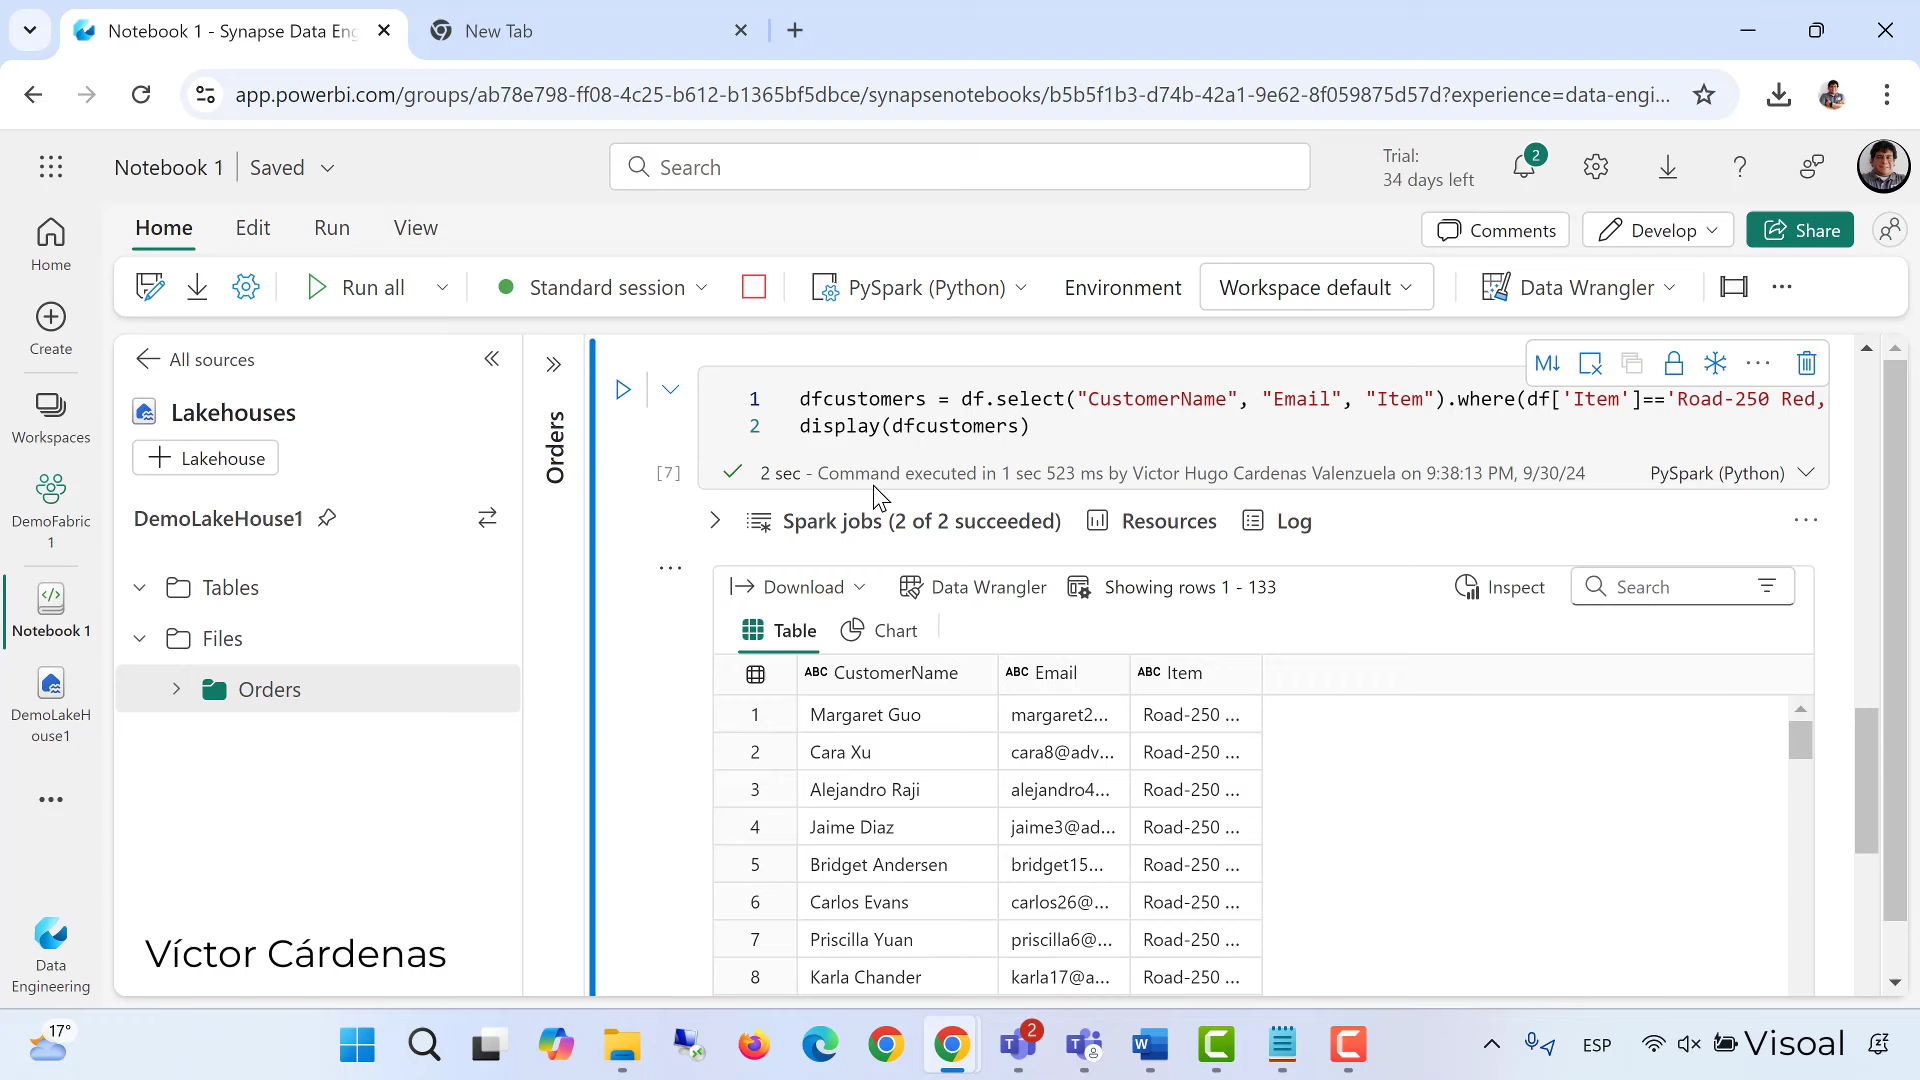 Notebook 1 - Synapse Data Eng
New Tab
app.powerbi.com/groups/ab78e798-ff08-4c25-b612-b1365bf5dbce/synapsenotebooks/b5b5f1b3-d74b-42a1-9e62-8f059875d57d?experience=data-engi...
Notebook 1
Saved
Search
Trial:
34 days left
2
Home
Edit
Run
View
Comments
Develop
Share
Run all
Standard session
PySpark (Python)
Environment
Workspace default
Data Wrangler
Home
Create
Workspaces
DemoFabric
1
Notebook 1
DemoLakeH
ouse1
Data
Engineering
All sources
Lakehouses
Lakehouse
DemoLakeHouse1
Tables
Files
Orders
Víctor Cárdenas
Orders
M↓
1 dfcustomers = df.select("CustomerName", "Email", "Item").where(df['Item']=='Road-250 Red,
2 display(dfcustomers)
[7]
2 sec - Command executed in 1 sec 523 ms by Victor Hugo Cardenas Valenzuela on 9:38:13 PM, 9/30/24
PySpark (Python)
Spark jobs (2 of 2 succeeded)
Resources
Log
Download
Data Wrangler
Showing rows 1 - 133
Inspect
Search
Table
Chart
ABC CustomerName ABC Email ABC Item
1 Margaret Guo margaret2... Road-250 ...
2 Cara Xu cara8@adv... Road-250 ...
3 Alejandro Raji alejandro4... Road-250 ...
4 Jaime Diaz jaime3@ad... Road-250 ...
5 Bridget Andersen bridget15... Road-250 ...
6 Carlos Evans carlos26@... Road-250 ...
7 Priscilla Yuan priscilla6@... Road-250 ...
8 Karla Chander karla17@a... Road-250 ...
17°
2
ESP
Visoal